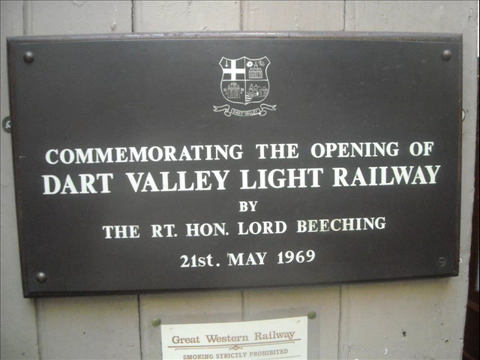 COMMEMORATING THE OPENING OF
DART VALLEY LIGHT RAILWAY
BY
THE RT. HON. LORD BEECHING
21st. MAY 1969
Great Western Railway
SMOKING STRICTLY PROHIBITED